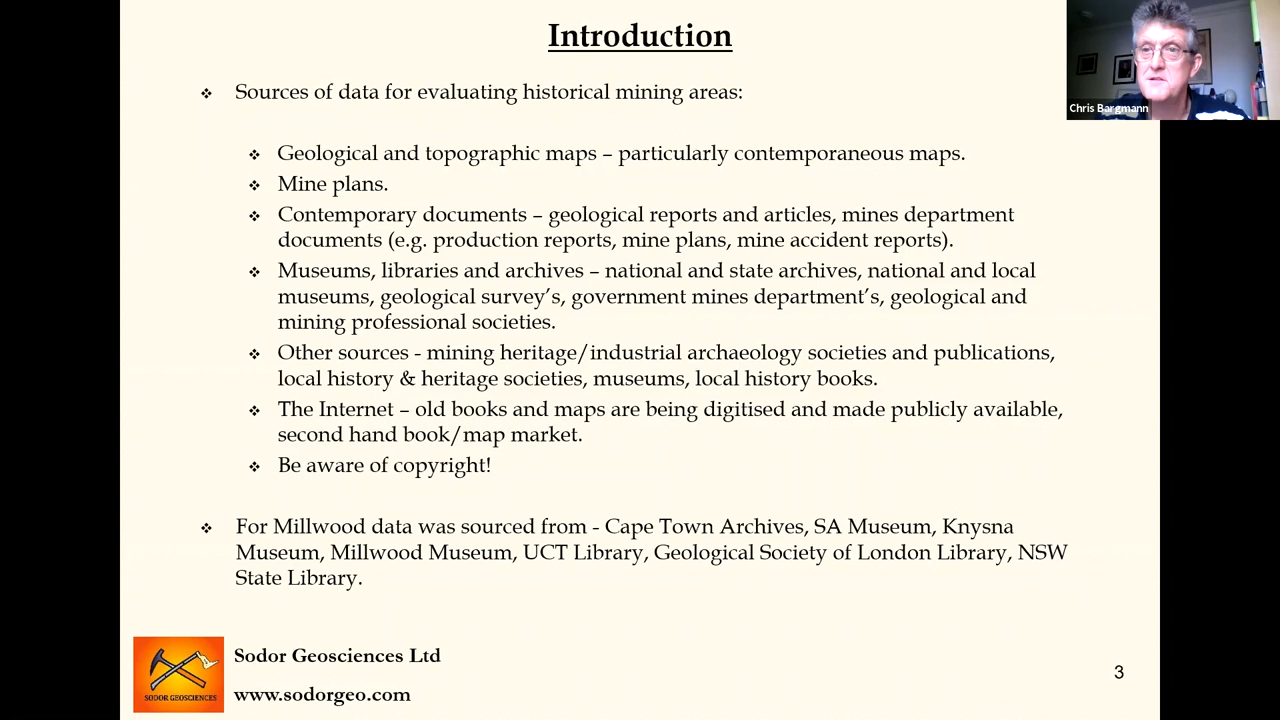 Introduction
Chris Bargmann
❖ Sources of data for evaluating historical mining areas:
❖ Geological and topographic maps – particularly contemporaneous maps.
❖ Mine plans.
❖ Contemporary documents – geological reports and articles, mines department
documents (e.g. production reports, mine plans, mine accident reports).
❖ Museums, libraries and archives – national and state archives, national and local
museums, geological survey’s, government mines department’s, geological and
mining professional societies.
❖ Other sources - mining heritage/industrial archaeology societies and publications,
local history & heritage societies, museums, local history books.
❖ The Internet – old books and maps are being digitised and made publicly available,
second hand book/map market.
❖ Be aware of copyright!
❖ For Millwood data was sourced from - Cape Town Archives, SA Museum, Knysna
Museum, Millwood Museum, UCT Library, Geological Society of London Library, NSW
State Library.
SODOR GEOSCIENCES
Sodor Geosciences Ltd
www.sodorgeo.com
3